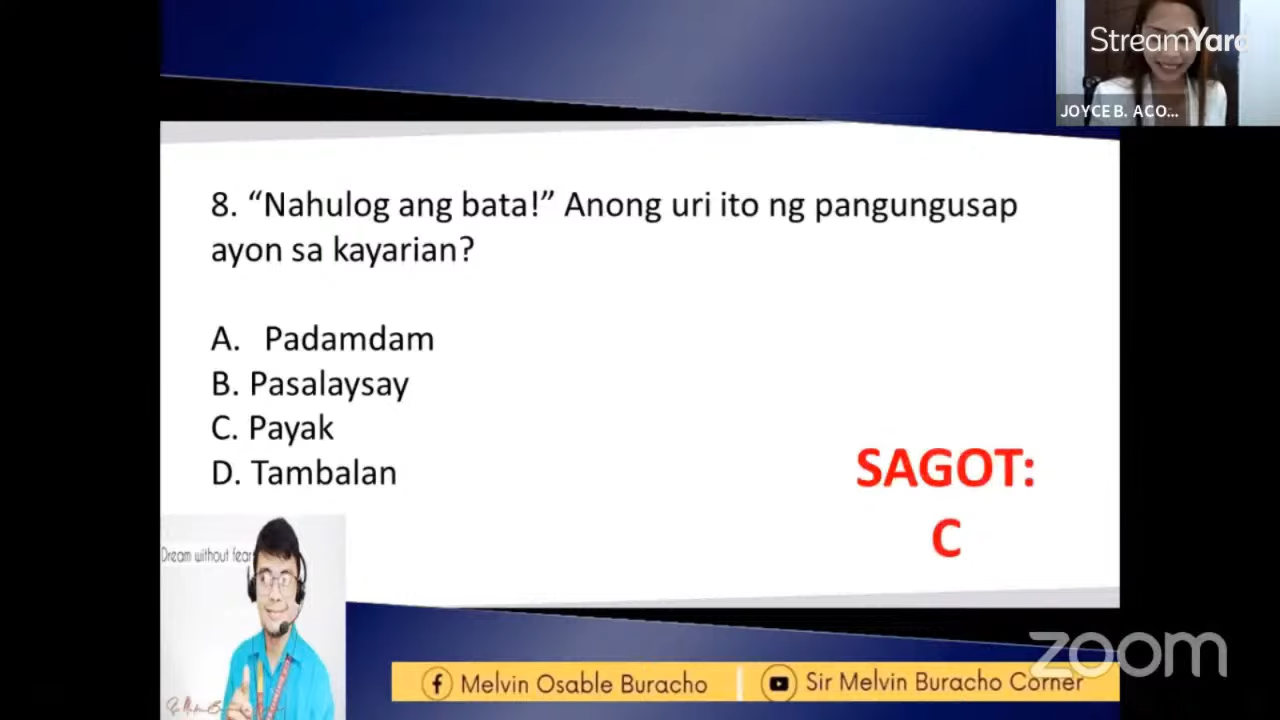 StreamYard
JOYCE B. ACO...
8. “Nahulog ang bata!” Anong uri ito ng pangungusap
ayon sa kayarian?
A. Padamdam
B. Pasalaysay
C. Payak
D. Tambalan
SAGOT:
C
Dream without fear
Melvin Osable Buracho
Sir Melvin Buracho Corner
zoom